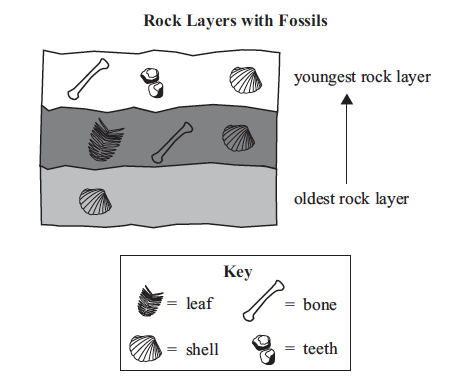 Rock Layers with Fossils
youngest rock layer
oldest rock layer
Key
= leaf
= bone
= shell
= teeth